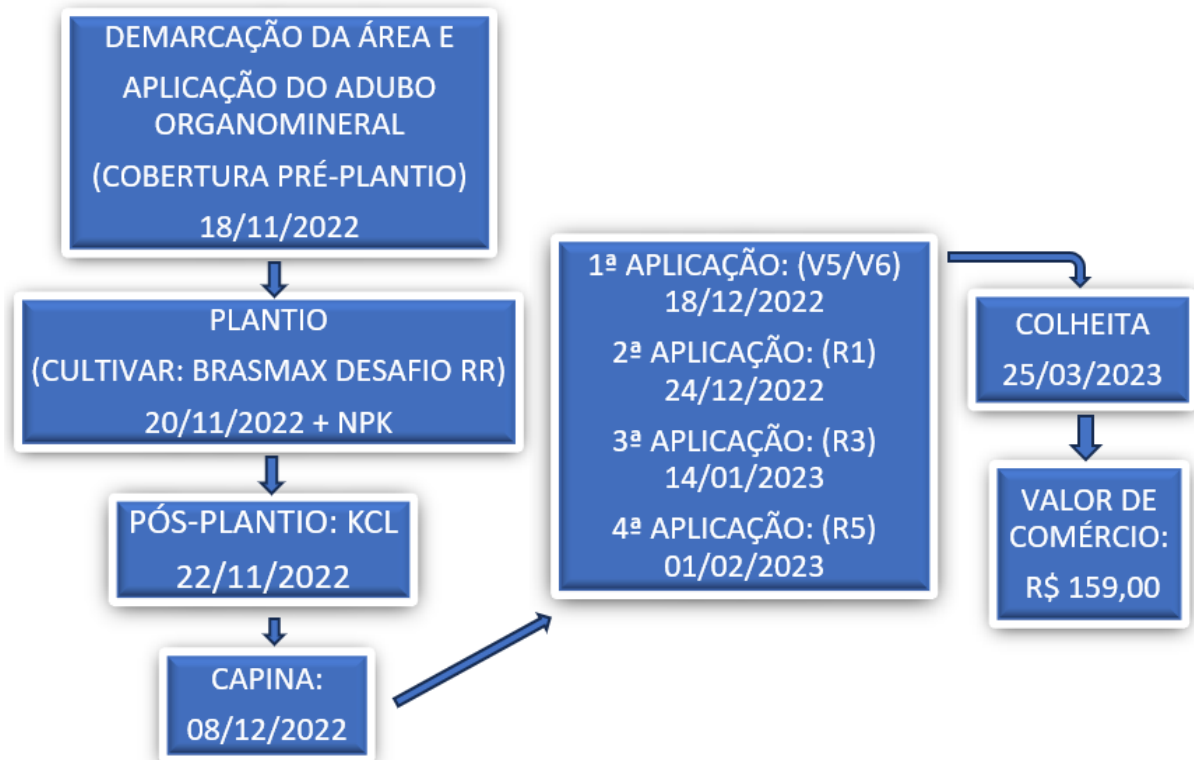 DEMARCAÇÃO DA ÁREA E
APLICAÇÃO DO ADUBO
ORGANOMINERAL
(COBERTURA PRÉ-PLANTIO)
18/11/2022
PLANTIO
(CULTIVAR: BRASMAX DESAFIO RR)
20/11/2022 + NPK
PÓS-PLANTIO: KCL
22/11/2022
CAPINA:
08/12/2022
1ª APLICAÇÃO: (V5/V6)
18/12/2022
2ª APLICAÇÃO: (R1)
24/12/2022
3ª APLICAÇÃO: (R3)
14/01/2023
4ª APLICAÇÃO: (R5)
01/02/2023
COLHEITA
25/03/2023
VALOR DE
COMÉRCIO:
R$ 159,00